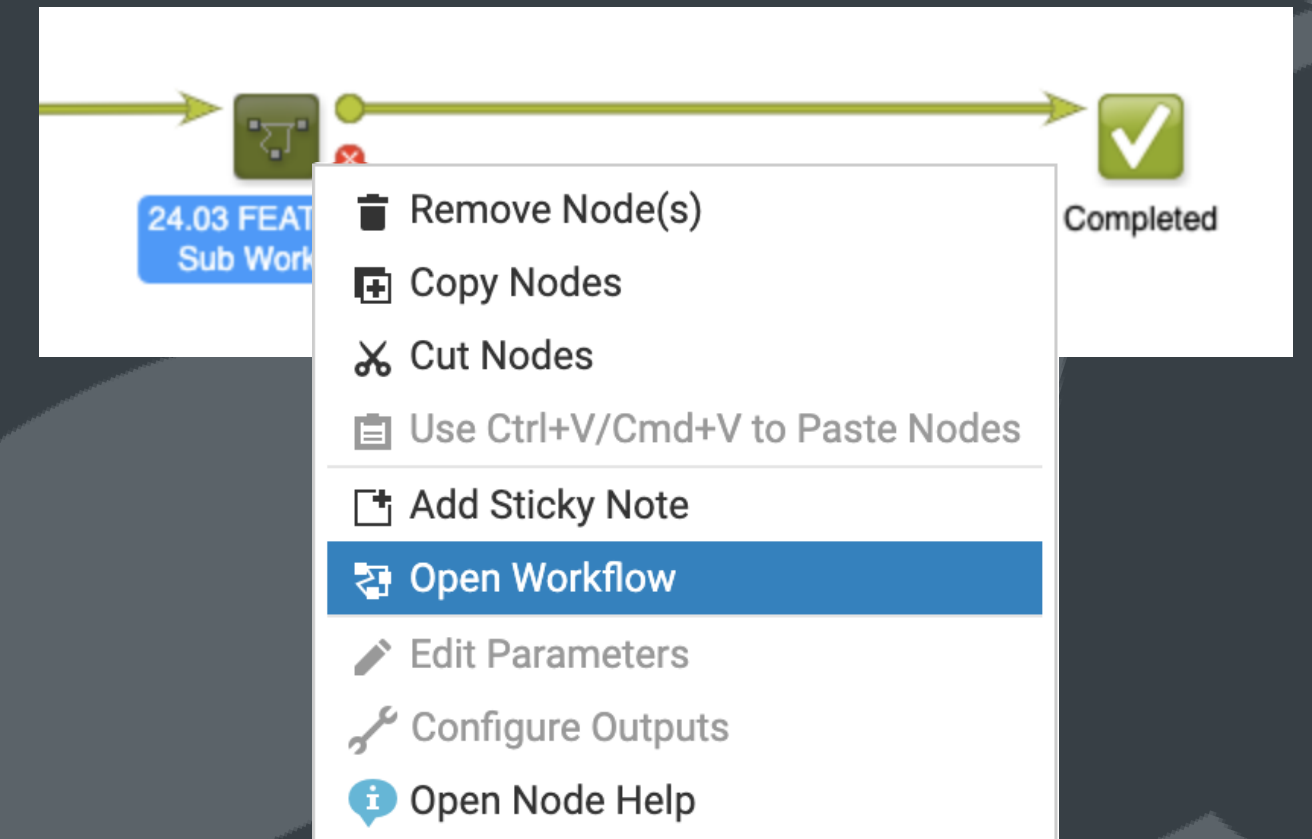 24.03 FEAT
Sub Work
Completed
Remove Node(s)
Copy Nodes
Cut Nodes
Use Ctrl+V/Cmd+V to Paste Nodes
Add Sticky Note
Open Workflow
Edit Parameters
Configure Outputs
Open Node Help